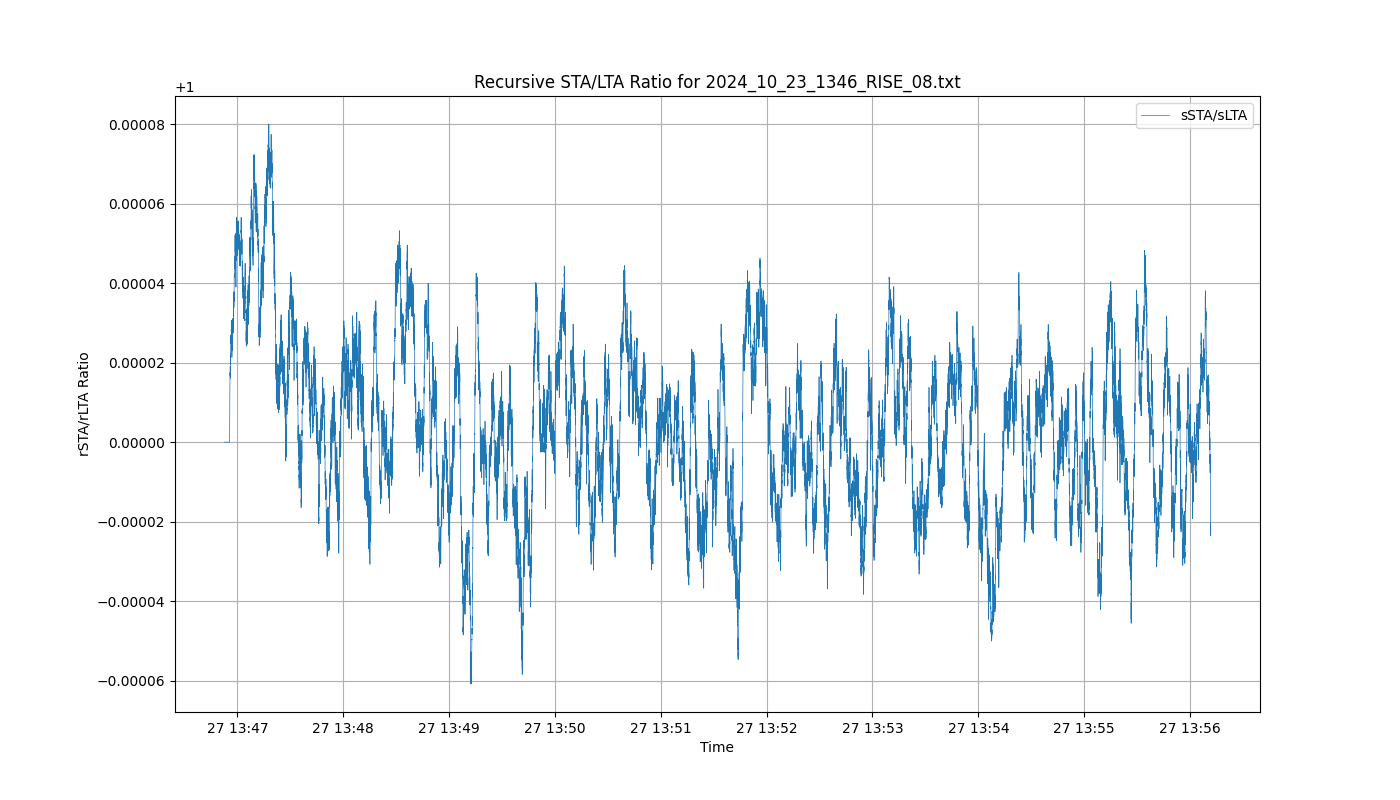 Recursive STA/LTA Ratio for 2024_10_23_1346_RISE_08.txt
+1
sSTA/sLTA
0.00008
0.00006
0.00004
0.00002
0.00000
−0.00002
−0.00004
−0.00006
rSTA/rLTA Ratio
27 13:47 27 13:48 27 13:49 27 13:50 27 13:51 27 13:52 27 13:53 27 13:54 27 13:55 27 13:56
Time